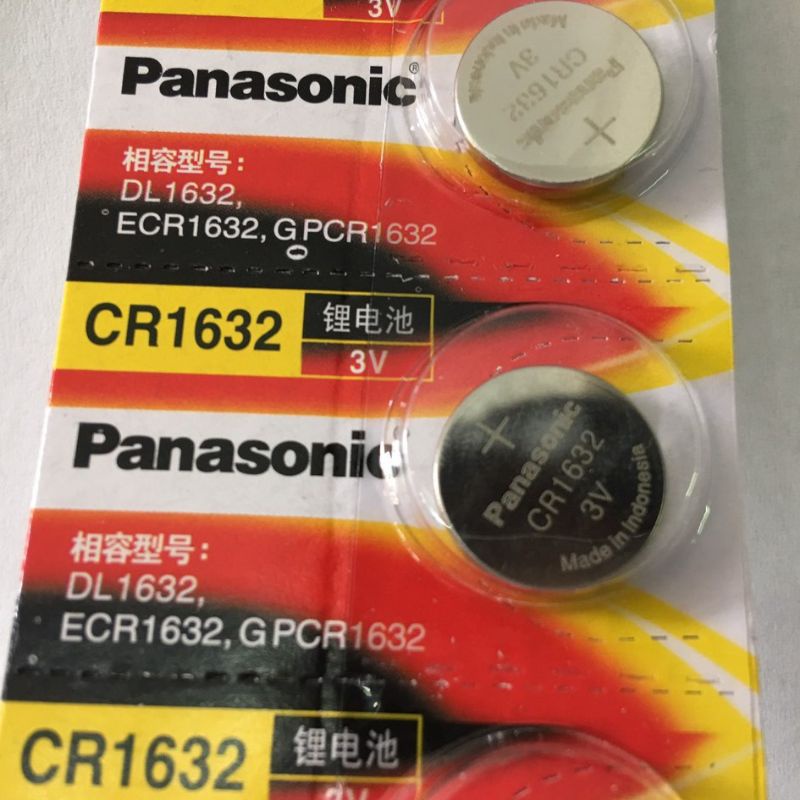 3V
Panasonic®
Panasonic
CR1632
3V
Made in Indonesia
+
相容型号:
DL1632,
ECR1632, GPCR1632
CR1632
锂电池
3V
Panasonic
+
Panasonic
CR1632
3V
Made in Indonesia
相容型号:
DL1632,
ECR1632, GPCR1632
CR1632
锂电池
3V